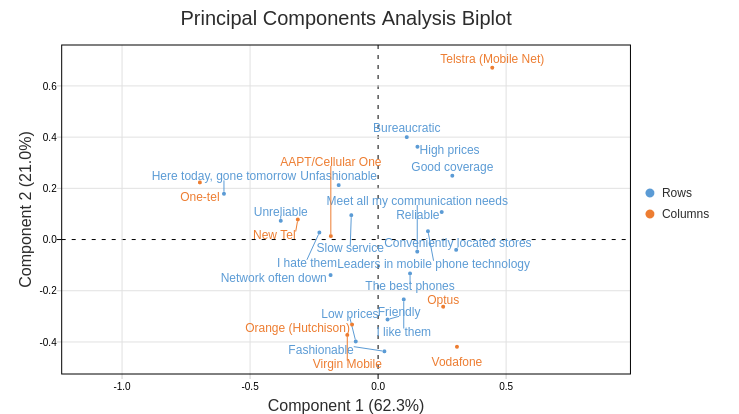 Principal Components Analysis Biplot
Telstra (Mobile Net)
0.6
Bureaucratic
0.4
High prices
AAPT/Cellular One
Good coverage
Here today, gone tomorrow
Unfashionable
0.2
One-tel
Meet all my communication needs
Unreliable
Reliable
New Tel
0.0
Conveniently located stores
Slow service
I hate them
Leaders in mobile phone technology
Network often down
The best phones
-0.2
Optus
Low prices
Friendly
Orange (Hutchison)
I like them
-0.4
Fashionable
Virgin Mobile
Vodafone
-1.0
-0.5
0.0
0.5
Component 1 (62.3%)
Component 2 (21.0%)
Rows
Columns